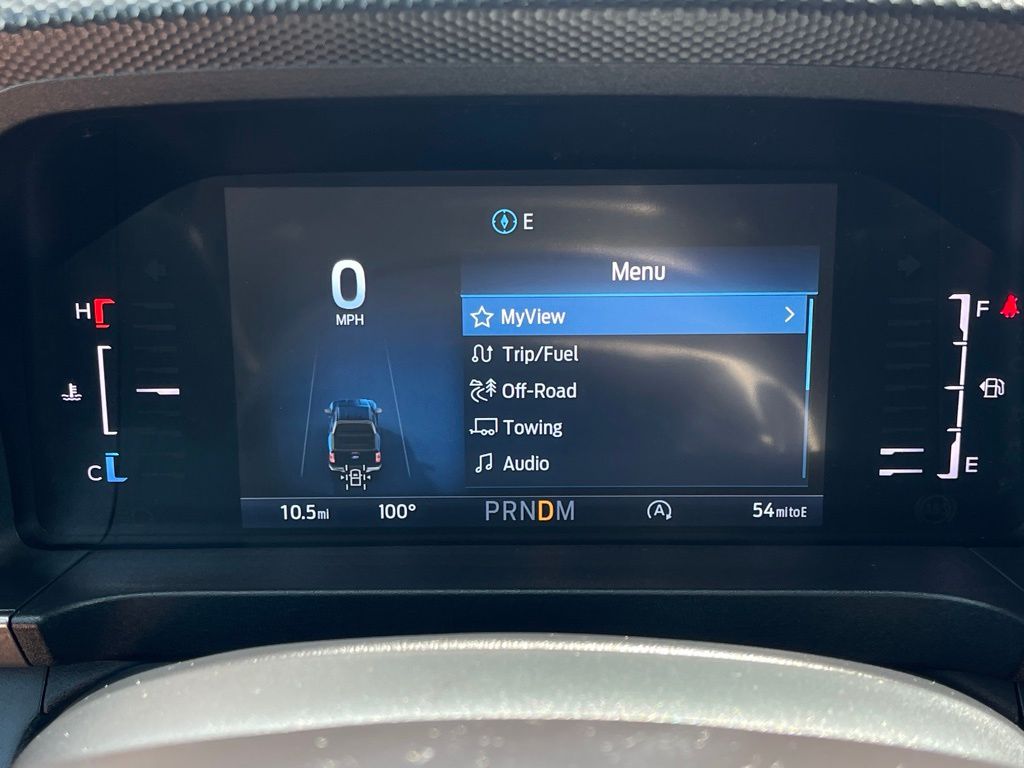 E
0
MPH
Menu
MyView
Trip/Fuel
Off-Road
Towing
Audio
H
C
F
E
10.5mi 100° PRNDM A 54mitoE